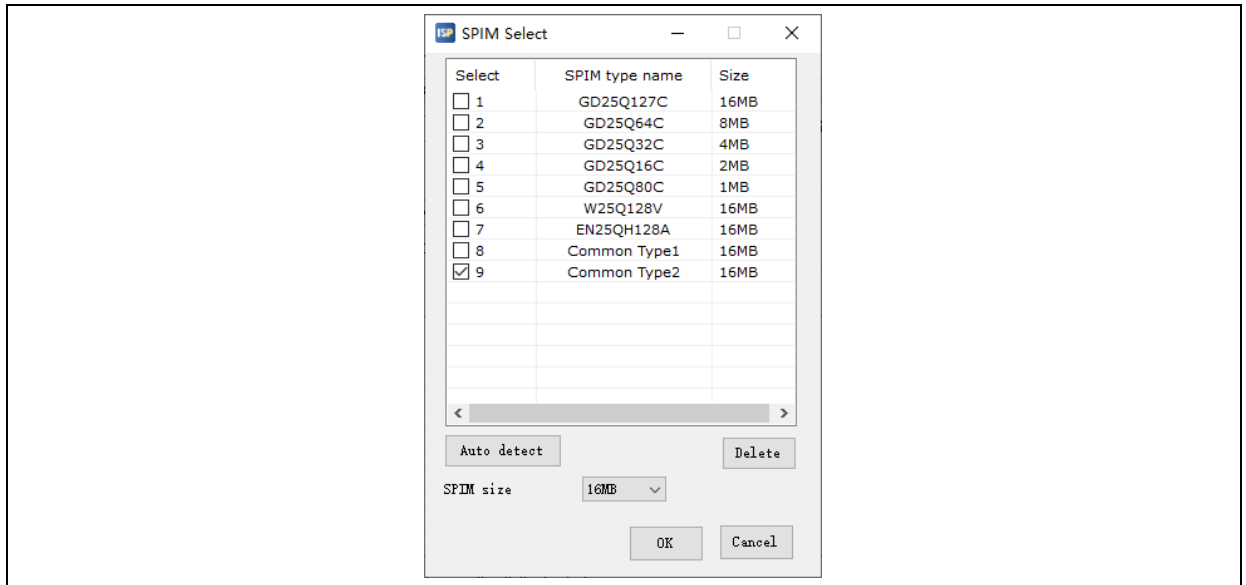 ISP SPIM Select
Select SPIM type name Size
1 GD25Q127C 16MB
2 GD25Q64C 8MB
3 GD25Q32C 4MB
4 GD25Q16C 2MB
5 GD25Q80C 1MB
6 W25Q128V 16MB
7 EN25QH128A 16MB
8 Common Type1 16MB
9 Common Type2 16MB
Auto detect Delete
SPIM size 16MB
OK Cancel